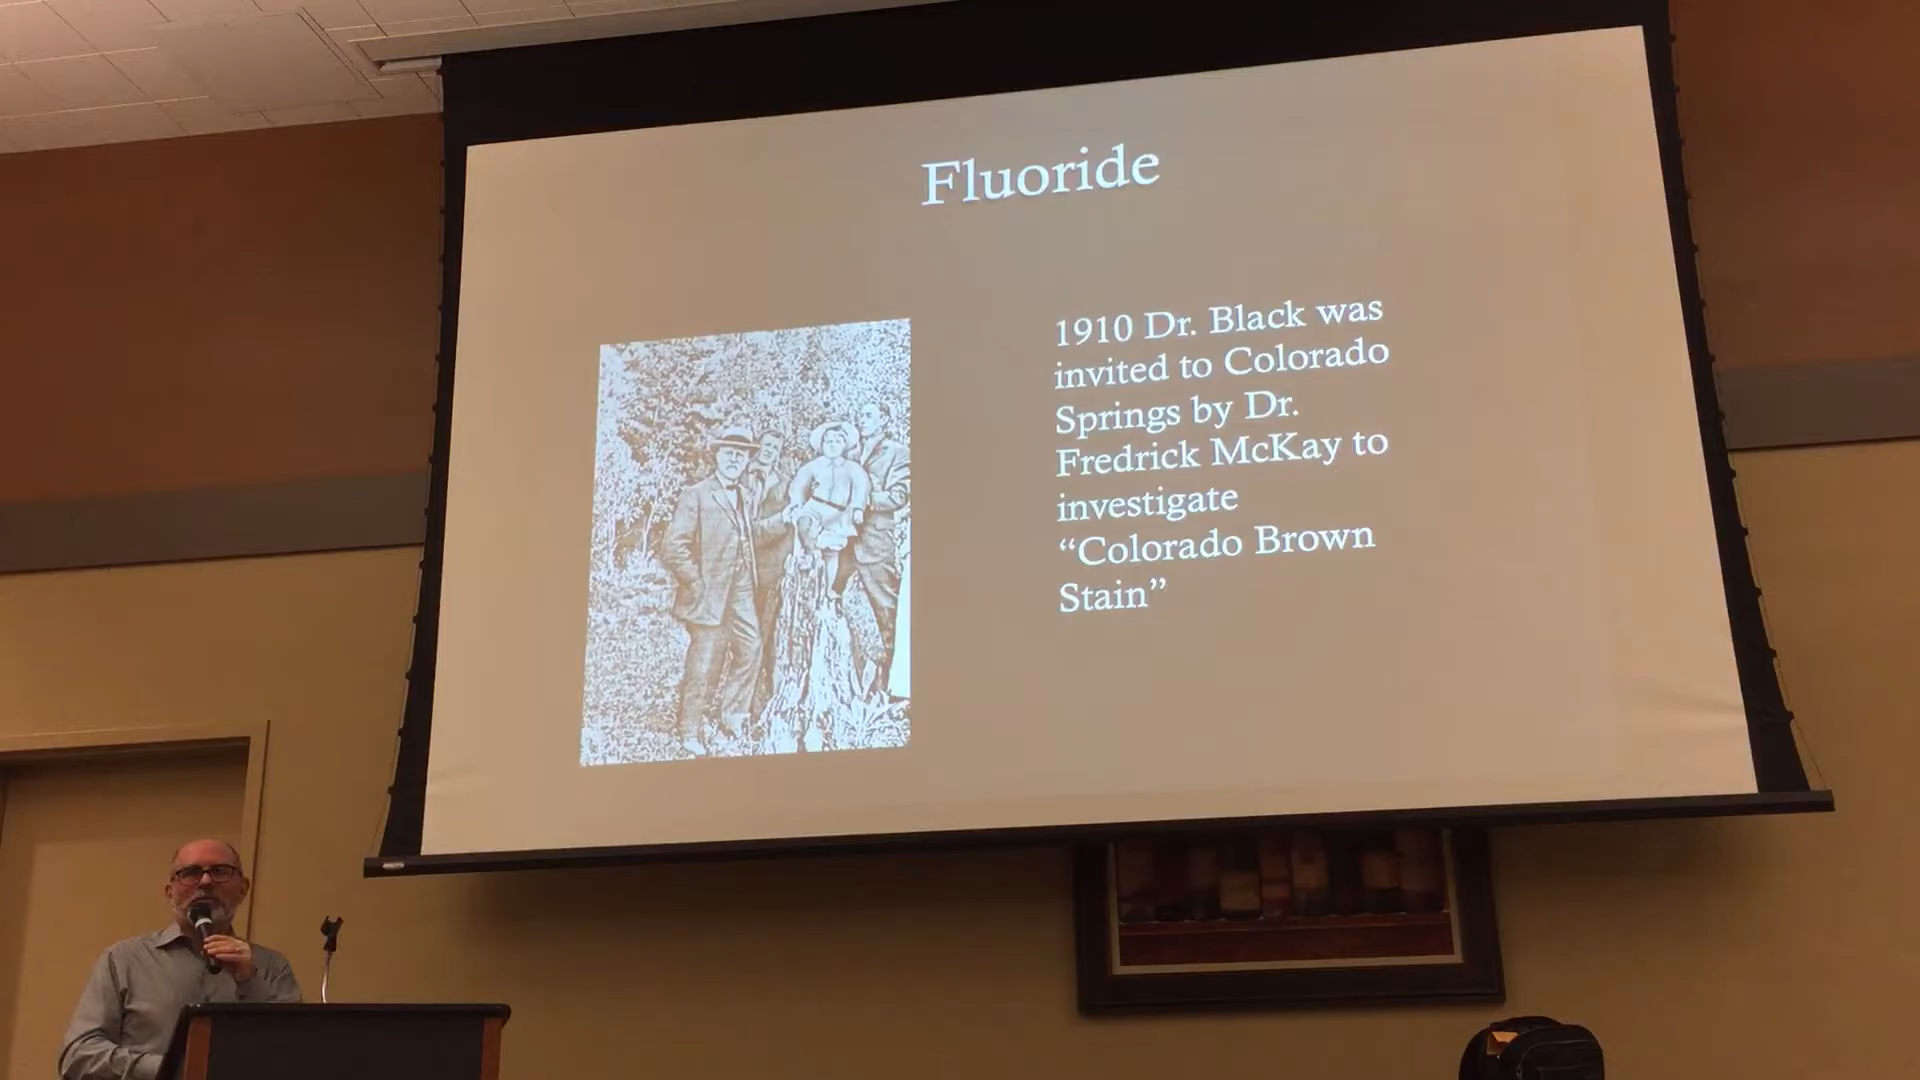 Fluoride
1910 Dr. Black was
invited to Colorado
Springs by Dr.
Fredrick McKay to
investigate
“Colorado Brown
Stain”